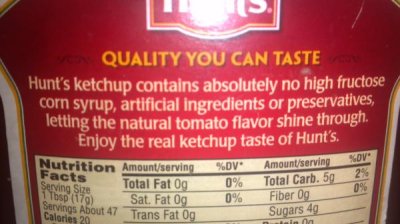 Hunt's.
QUALITY YOU CAN TASTE
Hunt's ketchup contains absolutely no high fructose
corn syrup, artificial ingredients or preservatives,
letting the natural tomato flavor shine through.
Enjoy the real ketchup taste of Hunt's.
Nutrition Facts
Serving Size
1 Tbsp (17g)
Servings About 47
Calories 20
Amount/serving %DV*
Total Fat 0g 0%
Sat. Fat 0g 0%
Trans Fat 0g
Amount/serving %DV*
Total Carb. 5g 2%
Fiber 0g 0%
Sugars 4g
Protein 0g